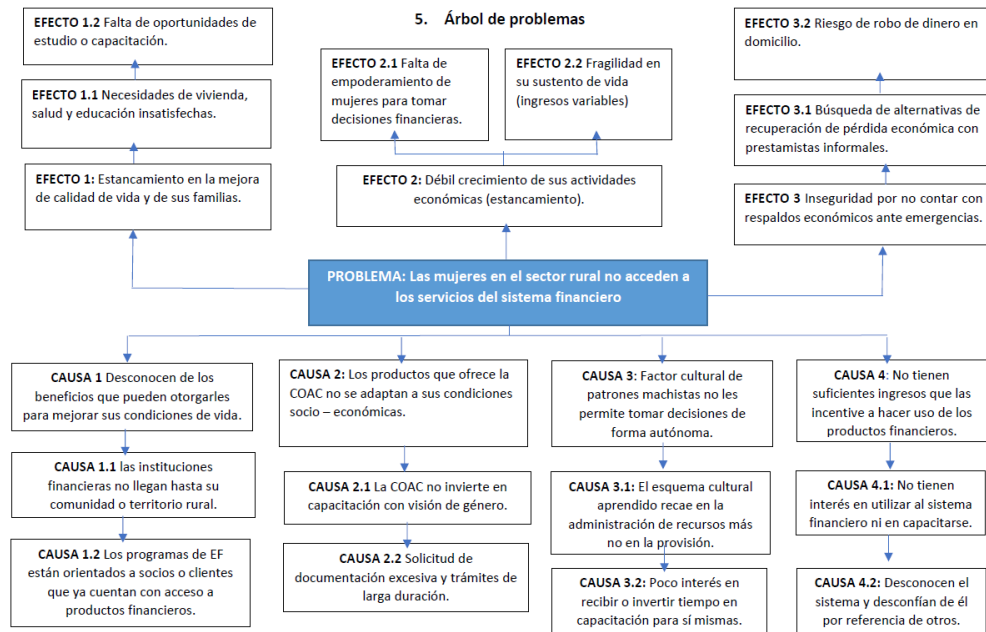 5. Árbol de problemas
EFECTO 1.2 Falta de oportunidades de
estudio o capacitación.
EFECTO 1.1 Necesidades de vivienda,
salud y educación insatisfechas.
EFECTO 1: Estancamiento en la mejora
de calidad de vida y de sus familias.
EFECTO 2.1 Falta de
empoderamiento de
mujeres para tomar
decisiones financieras.
EFECTO 2.2 Fragilidad en
su sustento de vida
(ingresos variables)
EFECTO 2: Débil crecimiento de sus actividades
económicas (estancamiento).
EFECTO 3.2 Riesgo de robo de dinero en
domicilio.
EFECTO 3.1 Búsqueda de alternativas de
recuperación de pérdida económica con
prestamistas informales.
EFECTO 3 Inseguridad por no contar con
respaldos económicos ante emergencias.
PROBLEMA: Las mujeres en el sector rural no acceden a
los servicios del sistema financiero
CAUSA 1 Desconocen de los
beneficios que pueden otorgarles
para mejorar sus condiciones de vida.
CAUSA 1.1 las instituciones
financieras no llegan hasta su
comunidad o territorio rural.
CAUSA 1.2 Los programas de EF
están orientados a socios o clientes
que ya cuentan con acceso a
productos financieros.
CAUSA 2: Los productos que ofrece la
COAC no se adaptan a sus condiciones
socio – económicas.
CAUSA 2.1 La COAC no invierte en
capacitación con visión de género.
CAUSA 2.2 Solicitud de
documentación excesiva y trámites de
larga duración.
CAUSA 3: Factor cultural de
patrones machistas no les
permite tomar decisiones de
forma autónoma.
CAUSA 3.1: El esquema cultural
aprendido recae en la
administración de recursos más
no en la provisión.
CAUSA 3.2: Poco interés en
recibir o invertir tiempo en
capacitación para sí mismas.
CAUSA 4: No tienen
suficientes ingresos que las
incentive a hacer uso de los
productos financieros.
CAUSA 4.1: No tienen
interés en utilizar al sistema
financiero ni en capacitarse.
CAUSA 4.2: Desconocen el
sistema y desconfían de él
por referencia de otros.